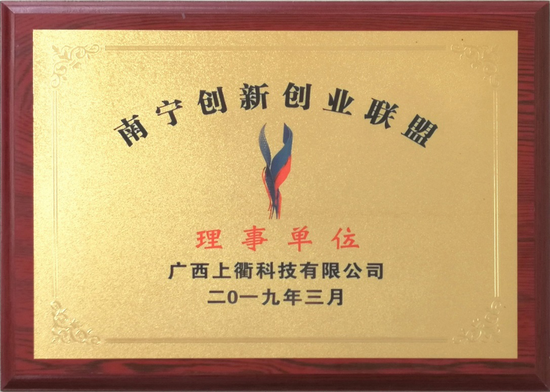 南宁创新创业联盟
理事单位
广西上衢科技有限公司
二0一九年三月